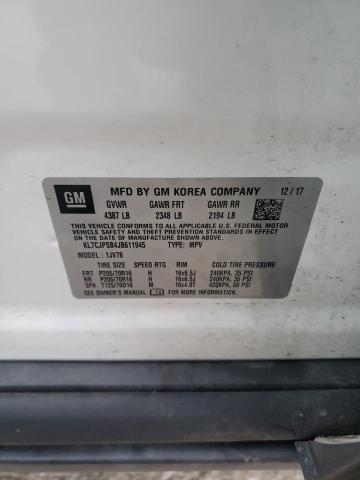 GM
MFD BY GM KOREA COMPANY 12/17
GVWR GAWR FRT GAWR RR
4387 LB 2348 LB 2194 LB
THIS VEHICLE CONFORMS TO ALL APPLICABLE U.S. FEDERAL
MOTOR VEHICLE SAFETY, BUMPER, AND THEFT PREVENTION
STANDARDS IN EFFECT ON THE DATE OF MANUFACTURE SHOWN ABOVE.
KL7CJPSB4JB611945 TYPE: MPV
MODEL: 1JV76
TIRE SIZE SPEED RTG RIM COLD TIRE PRESSURE
FRT P205/70R16 H 16x6.5J 240KPA, 35 PSI
RR P205/70R16 H 16x6.5J 240KPA, 35 PSI
SPA T125/70D16 M 16x4.0T 420KPA, 60 PSI
SEE OWNER'S MANUAL FOR ADDITIONAL INFORMATION.